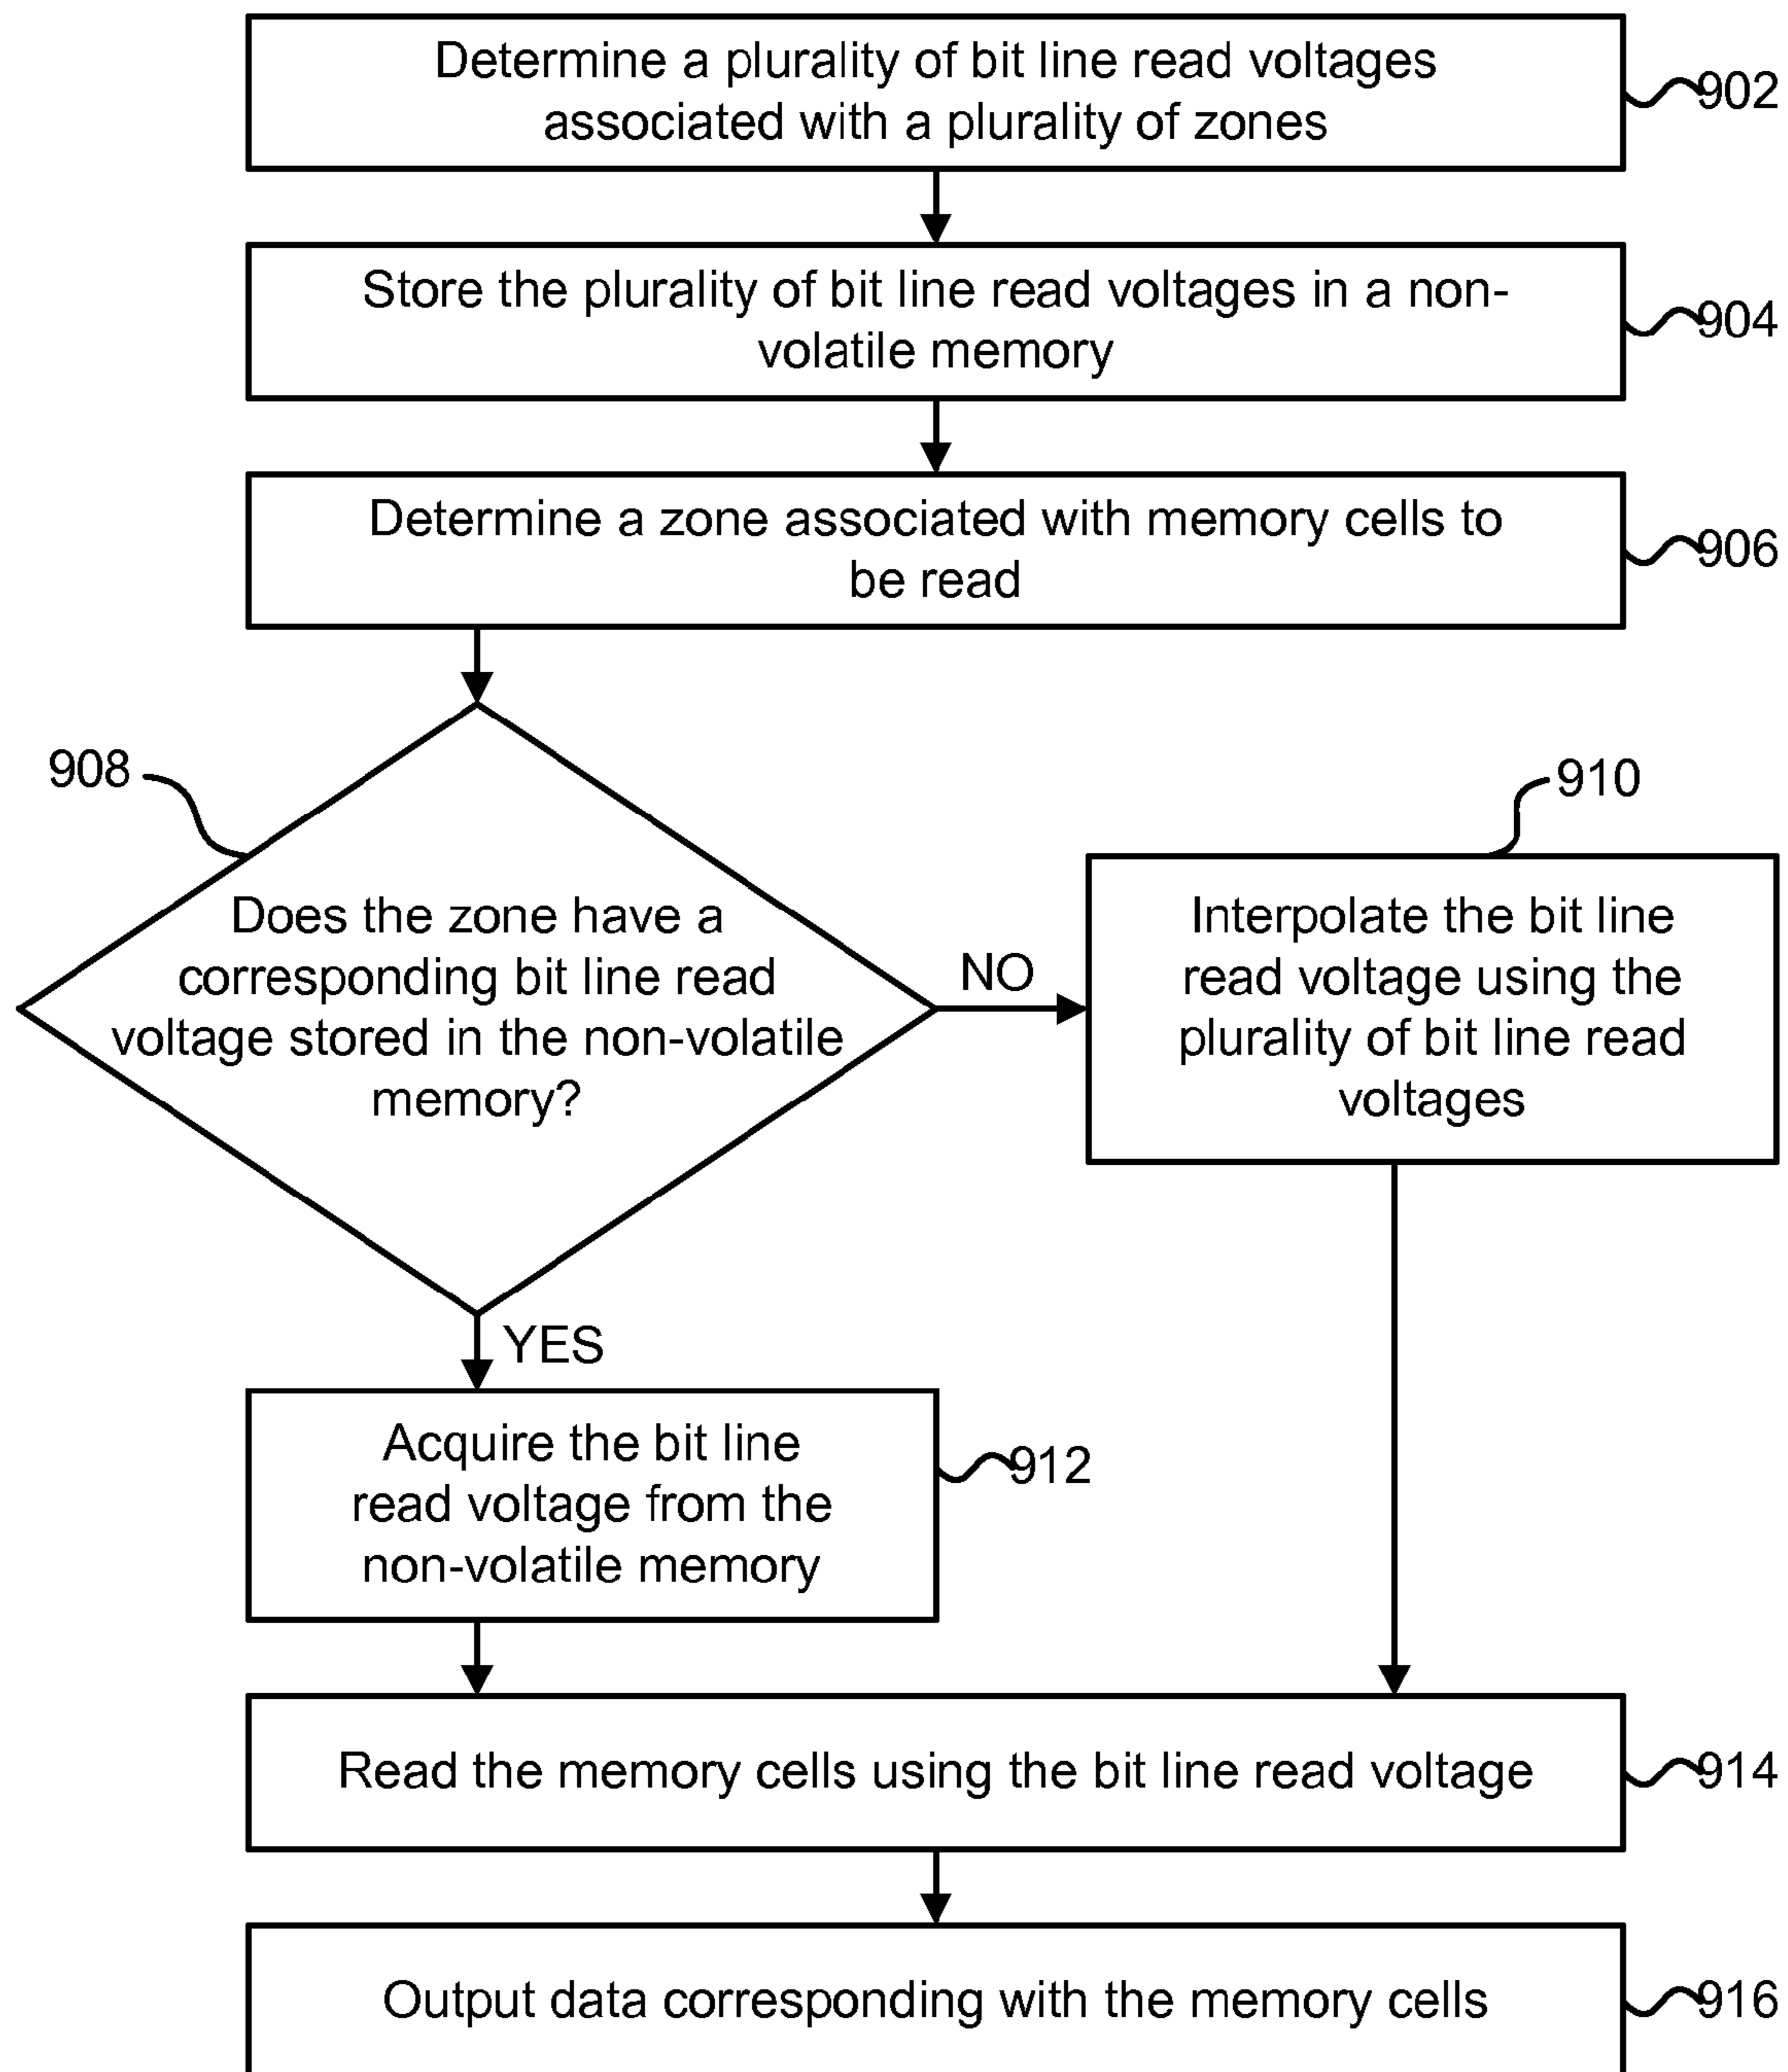 Determine a plurality of bit line read voltages
associated with a plurality of zones
902
Store the plurality of bit line read voltages in a non-
volatile memory
904
Determine a zone associated with memory cells to
be read
906
908
Does the zone have a
corresponding bit line read
voltage stored in the non-volatile
memory?
NO
910
Interpolate the bit line
read voltage using the
plurality of bit line read
voltages
YES
Acquire the bit line
read voltage from the
non-volatile memory
912
Read the memory cells using the bit line read voltage
914
Output data corresponding with the memory cells
916